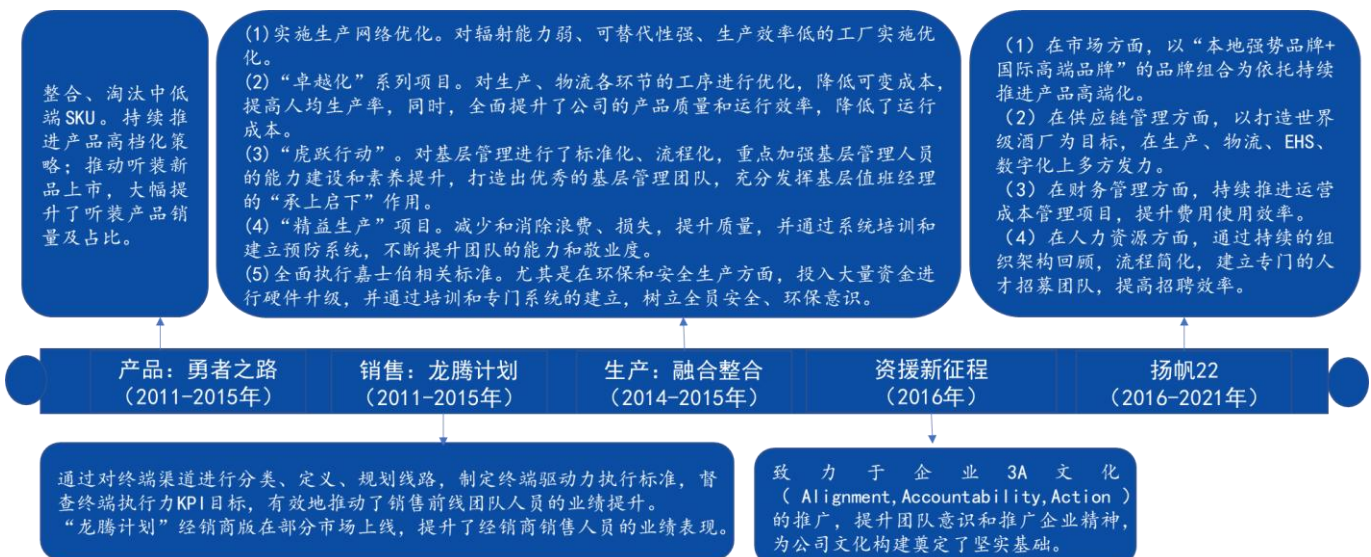 整合、淘汰中低
端SKU。持续推
进产品高档化策
略；推动听装新
品上市，大幅提
升了听装产品销
量及占比。
(1)实施生产网络优化。对辐射能力弱、可替代性强、生产效率低的工厂实施优
化。
(2)“卓越化”系列项目。对生产、物流各环节的工序进行优化，降低可变成本，
提高人均生产率，同时，全面提升了公司的产品质量和运行效率，降低了运行
成本。
(3)“虎跃行动”。对基层管理进行了标准化、流程化，重点加强基层管理人员
的能力建设和素养提升，打造出优秀的基层管理团队，充分发挥基层值班经理
的“承上启下”作用。
(4)“精益生产”项目。减少和消除浪费、损失，提升质量，并通过系统培训和
建立预防系统，不断提升团队的能力和敬业度。
(5)全面执行嘉士伯相关标准。尤其是在环保和安全生产方面，投入大量资金进
行硬件升级，并通过培训和专门系统的建立，树立全员安全、环保意识。
（1）在市场方面，以“本地强势品牌+
国际高端品牌”的品牌组合为依托持续
推进产品高端化。
（2）在供应链管理方面，以打造世界
级酒厂为目标，在生产、物流、EHS、
数字化上多方发力。
（3）在财务管理方面，持续推进运营
成本管理项目，提升费用使用效率。
（4）在人力资源方面，通过持续的组
织架构回顾，流程简化，建立专门的人
才招募团队，提高招聘效率。
产品：勇者之路
（2011-2015年）
销售：龙腾计划
（2011-2015年）
生产：融合整合
（2014-2015年）
资援新征程
（2016年）
扬帆22
（2016-2021年）
通过对终端渠道进行分类、定义、规划线路，制定终端驱动力执行标准，督
查终端执行力KPI目标，有效地推动了销售前线团队人员的业绩提升。
“龙腾计划”经销商版在部分市场上线，提升了经销商销售人员的业绩表现。
致力于企业3A文化
（Alignment,Accountability,Action）
的推广，提升团队意识和推广企业精神，
为公司文化构建奠定了坚实基础。